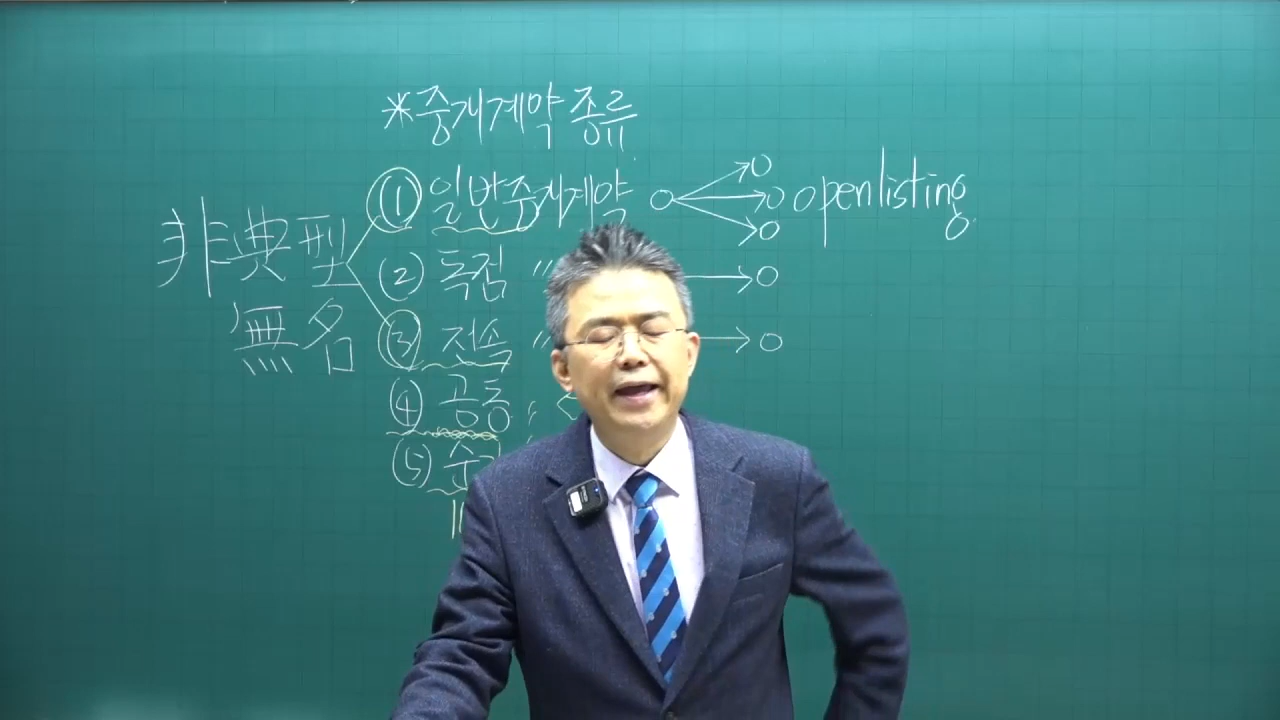 *중개계약 종류
① 일반중개계약 openlisting
(2) 독점 〃
③ 전속 〃
④ 공동 〃
⑤ 순
非典型
無名